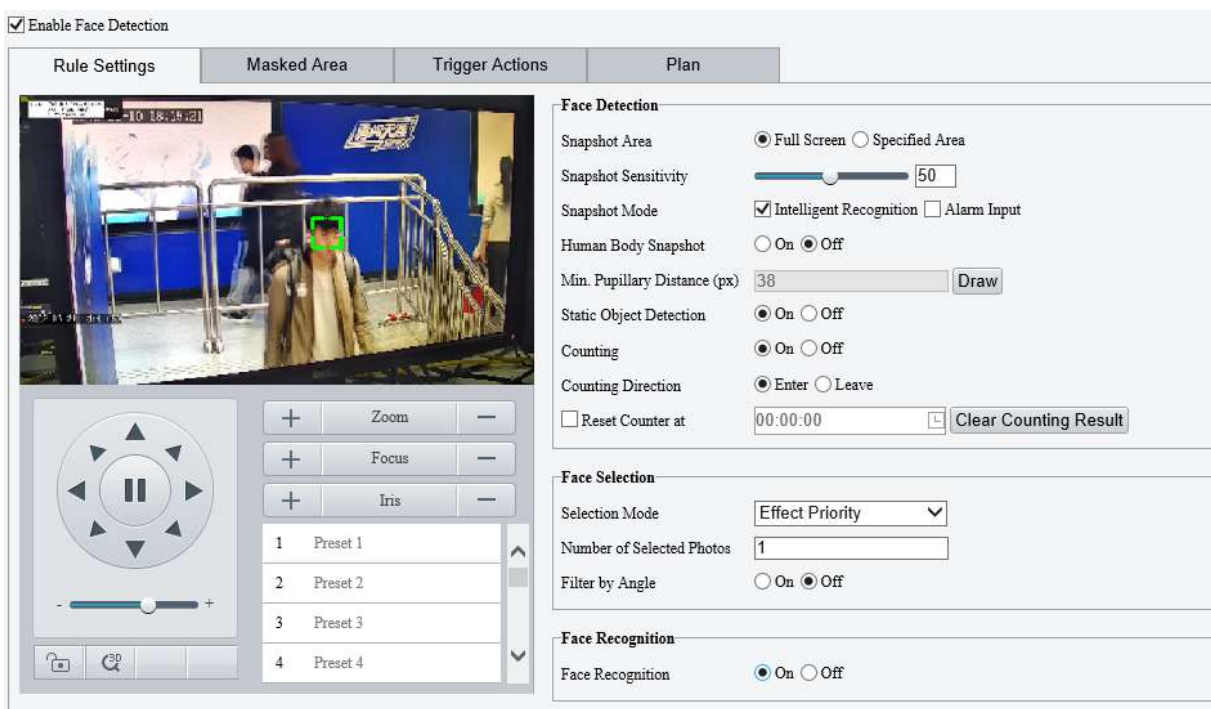 Enable Face Detection
Rule Settings
Masked Area
Trigger Actions
Plan
-10 18:19:21
Zoom
Focus
Iris
1 Preset 1
2 Preset 2
3 Preset 3
4 Preset 4
- +
3D
Face Detection
Snapshot Area Full Screen Specified Area
Snapshot Sensitivity 50
Snapshot Mode Intelligent Recognition Alarm Input
Human Body Snapshot On Off
Min. Pupillary Distance (px) 38 Draw
Static Object Detection On Off
Counting On Off
Counting Direction Enter Leave
Reset Counter at 00:00:00 Clear Counting Result
Face Selection
Selection Mode Effect Priority
Number of Selected Photos 1
Filter by Angle On Off
Face Recognition
Face Recognition On Off